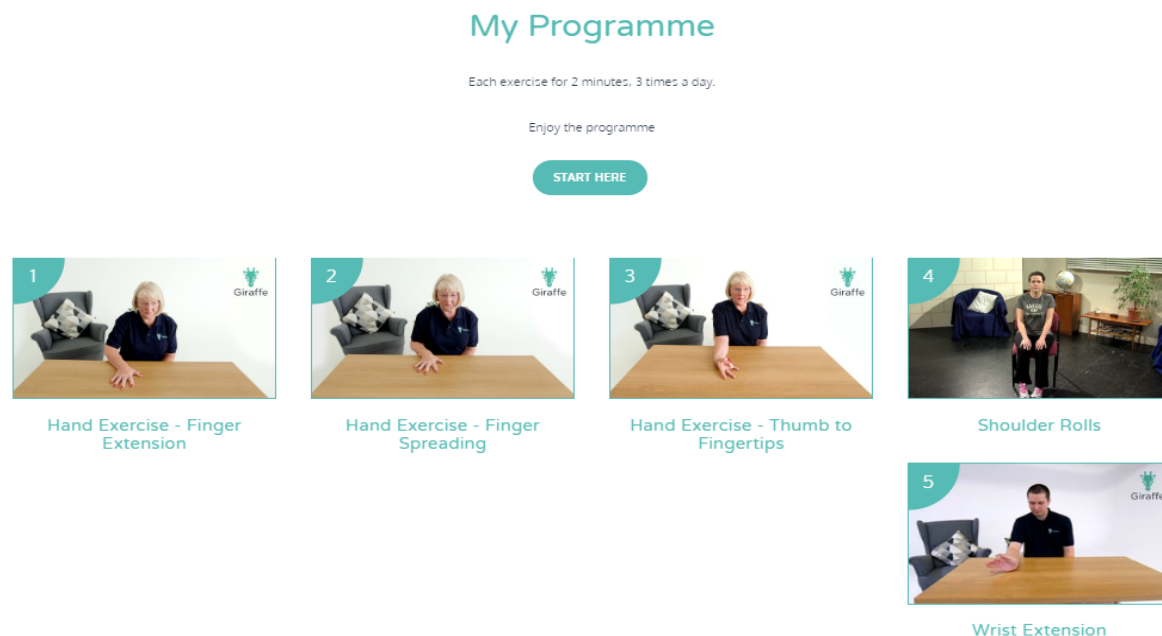 My Programme
Each exercise for 2 minutes, 3 times a day.
Enjoy the programme
START HERE
1
Giraffe
2
Giraffe
3
Giraffe
4
Hand Exercise - Finger
Extension
Hand Exercise - Finger
Spreading
Hand Exercise - Thumb to
Fingertips
Shoulder Rolls
5
Giraffe
Wrist Extension